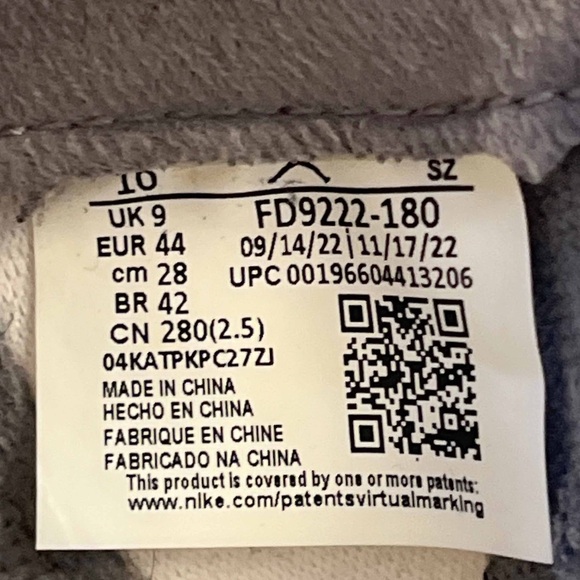 10 SZ
UK 9 FD9222-180
EUR 44 09/14/22 11/17/22
cm 28 UPC 00196604413206
BR 42
CN 280(2.5)
04KATPKPC27ZJ
MADE IN CHINA
HECHO EN CHINA
FABRIQUE EN CHINE
FABRICADO NA CHINA
This product is covered by one or more patents:
www.nike.com/patentsvirtualmarking